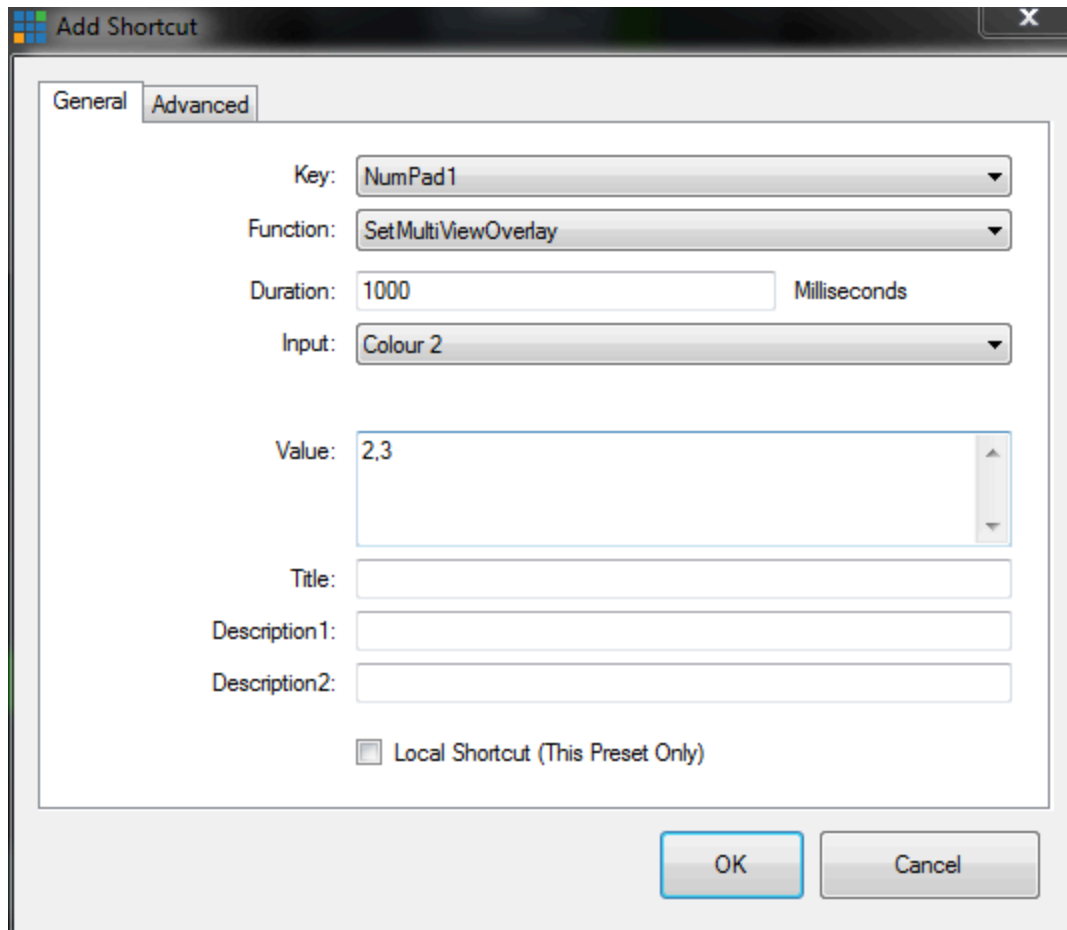 Add Shortcut
X
General Advanced
Key: NumPad1
Function: SetMultiViewOverlay
Duration: 1000 Milliseconds
Input: Colour 2
Value: 2,3
Title:
Description1:
Description2:
Local Shortcut (This Preset Only)
OK Cancel